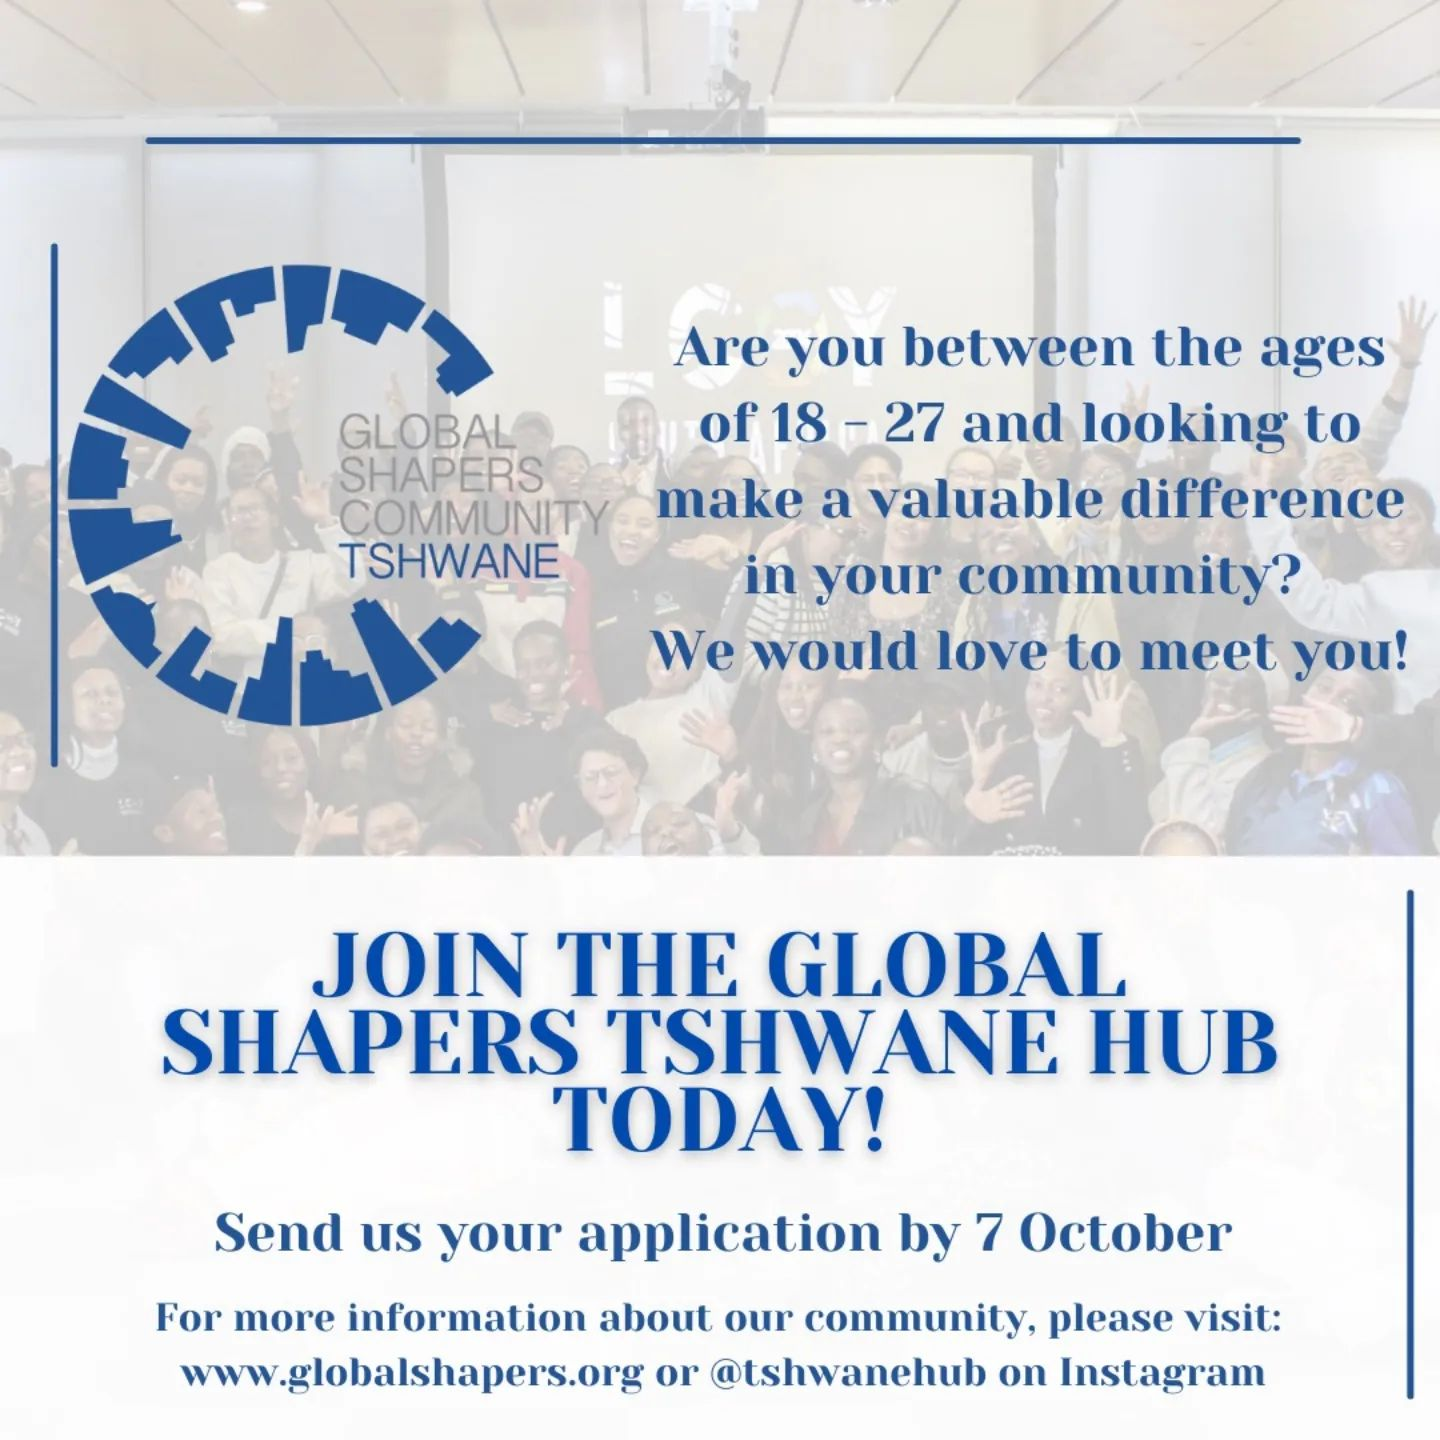 LCOY
GLOBAL
SHAPERS
COMMUNITY
TSHWANE
Are you between the ages
of 18 - 27 and looking to
make a valuable difference
in your community?
We would love to meet you!
JOIN THE GLOBAL
SHAPERS TSHWANE HUB
TODAY!
Send us your application by 7 October
For more information about our community, please visit:
www.globalshapers.org or @tshwanehub on Instagram